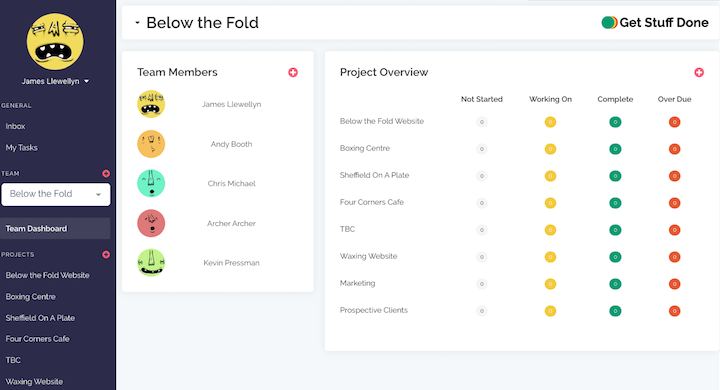 James Llewellyn
GENERAL
Inbox
My Tasks
TEAM
Below the Fold
Team Dashboard
PROJECTS
Below the Fold Website
Boxing Centre
Sheffield On A Plate
Four Corners Cafe
TBC
Waxing Website
Below the Fold
Get Stuff Done
Team Members
James Llewellyn
Andy Booth
Chris Michael
Archer Archer
Kevin Pressman
Project Overview
Not Started Working On Complete Over Due
Below the Fold Website 0 0 0 0
Boxing Centre 0 0 0 0
Sheffield On A Plate 0 0 0 0
Four Corners Cafe 0 0 0 0
TBC 0 0 0 0
Waxing Website 0 0 0 0
Marketing 0 0 0 0
Prospective Clients 0 0 0 0